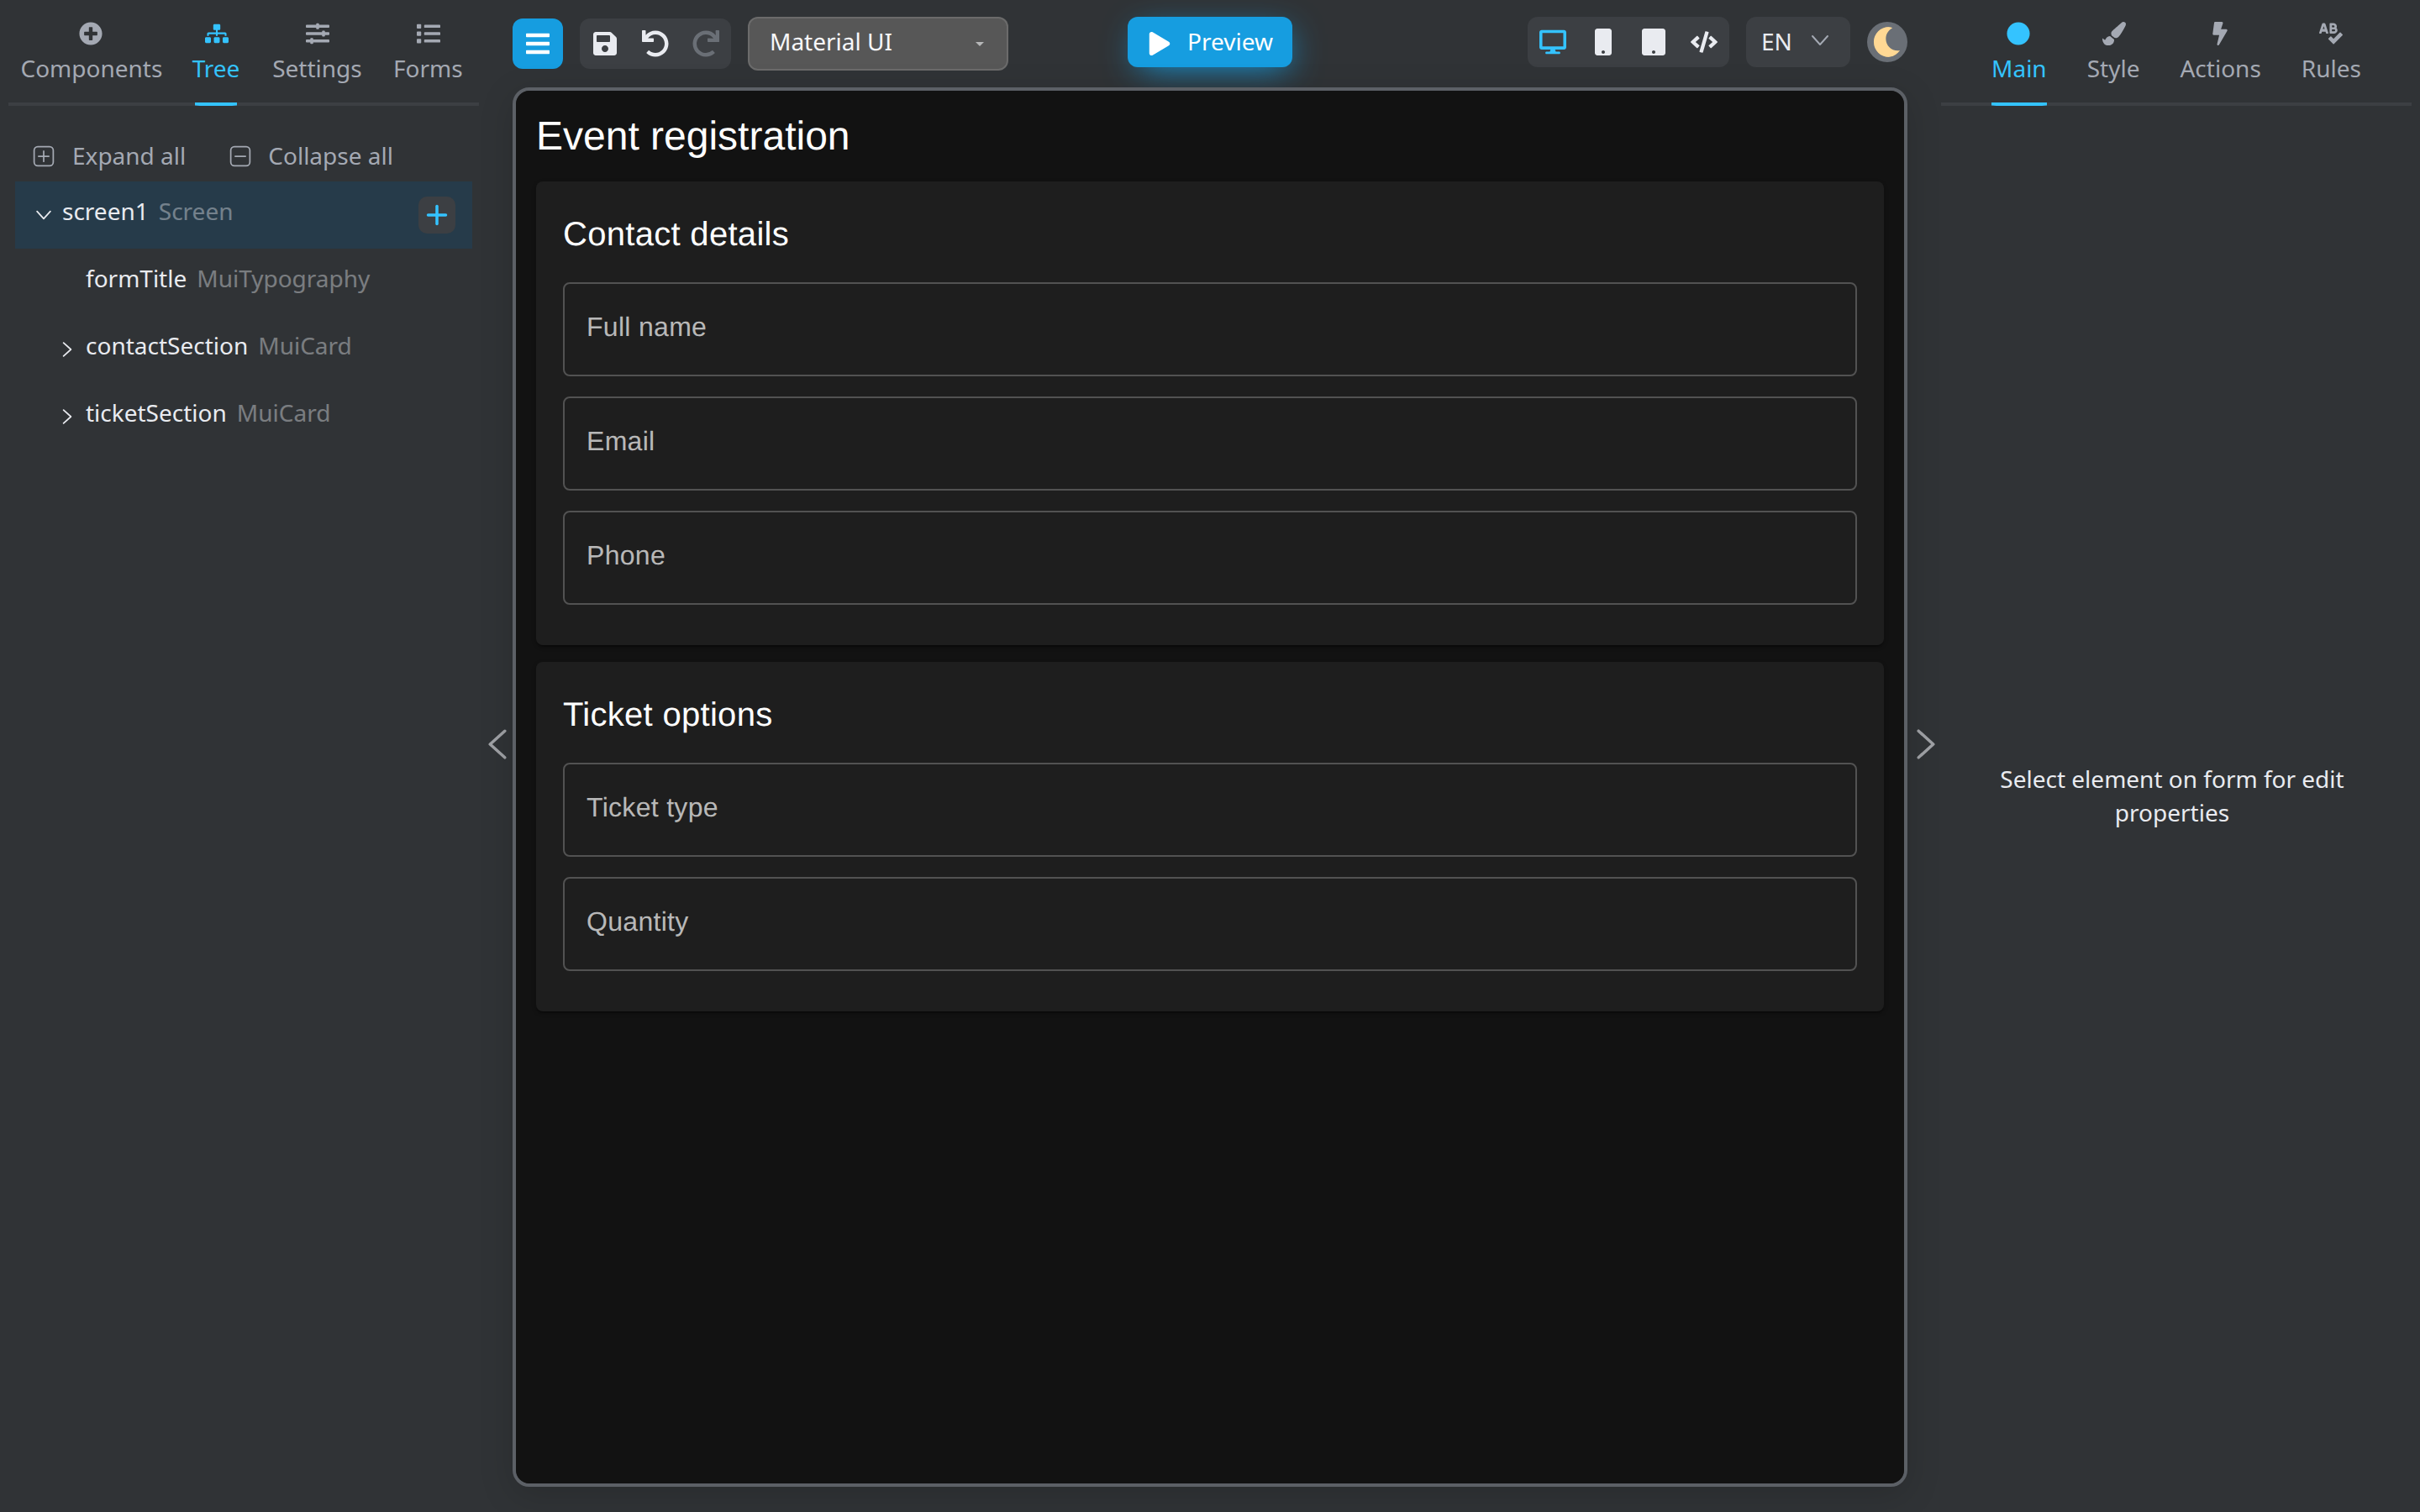 Components Tree Settings Forms
Material UI
Preview
EN
Main Style Actions Rules
Expand all Collapse all
screen1 Screen
formTitle MuiTypography
contactSection MuiCard
ticketSection MuiCard
Event registration
Contact details
Full name
Email
Phone
Ticket options
Ticket type
Quantity
Select element on form for edit
properties